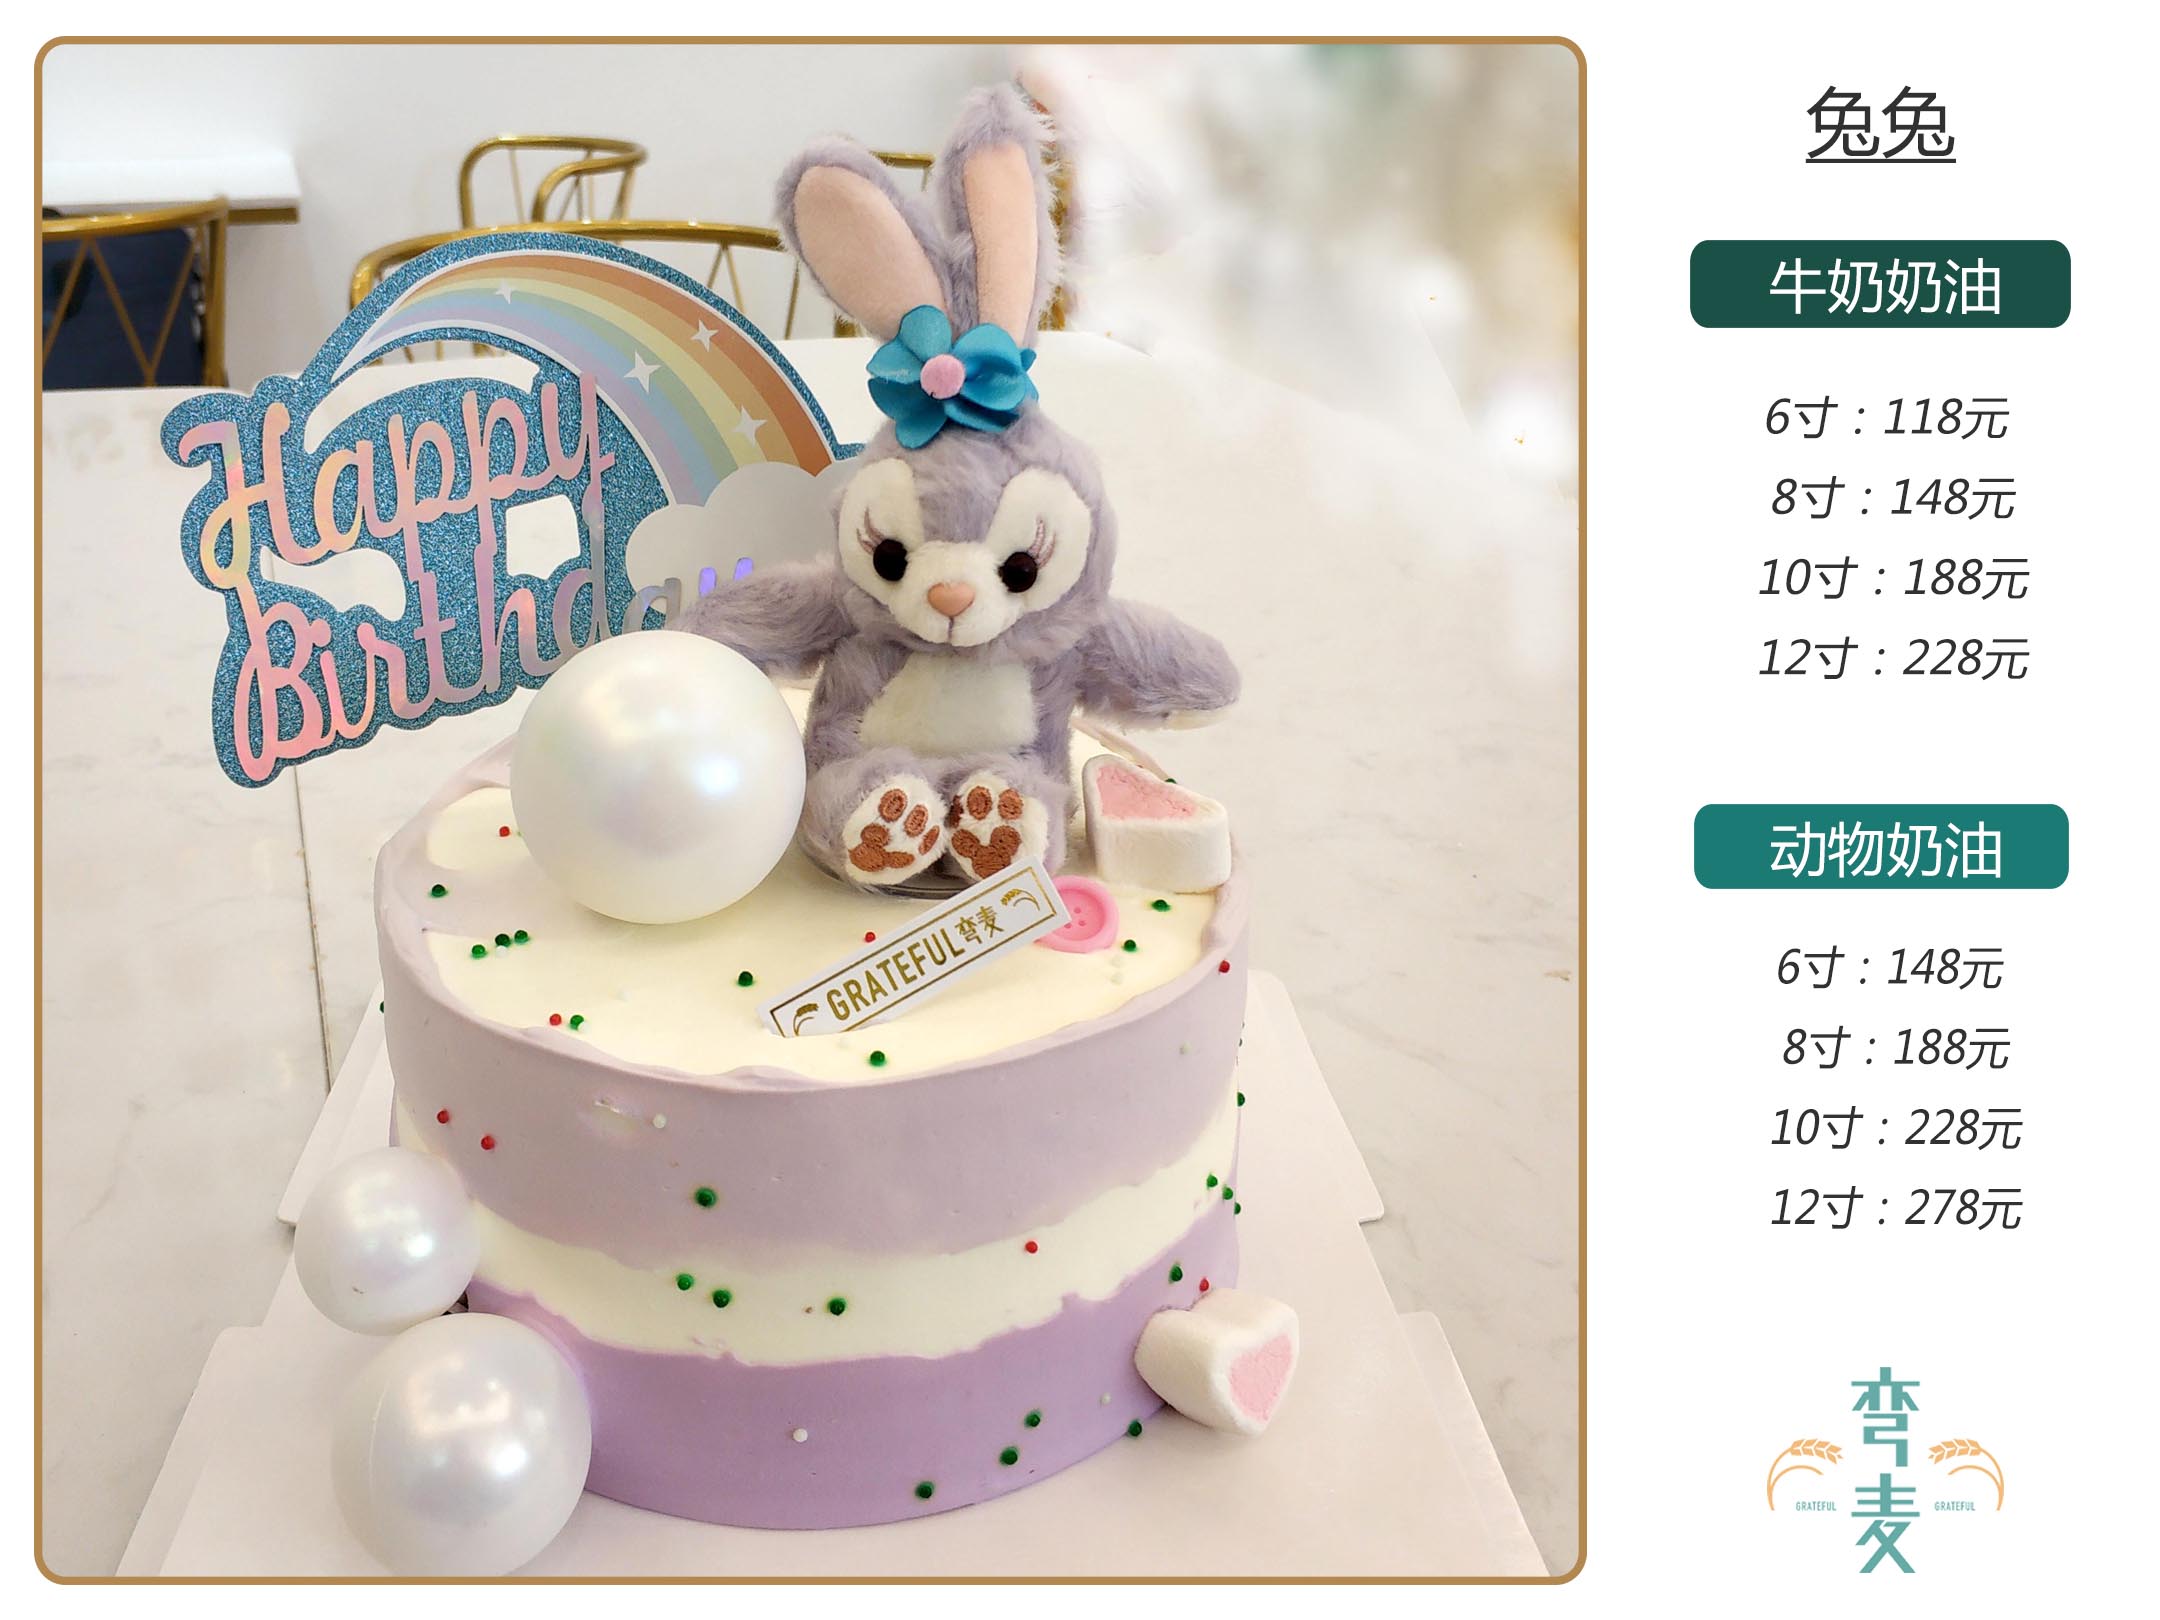 Happy
Birthday
GRATEFUL弯麦
兔兔
牛奶奶油
6寸：118元
8寸：148元
10寸：188元
12寸：228元
动物奶油
6寸：148元
8寸：188元
10寸：228元
12寸：278元
弯麦
GRATEFUL GRATEFUL